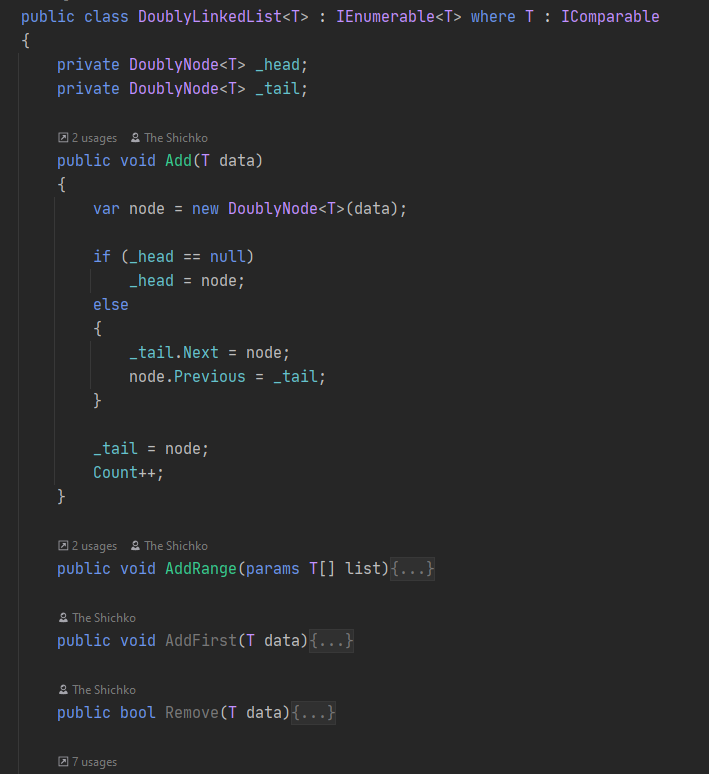 public class DoublyLinkedList<T> : IEnumerable<T> where T : IComparable
{
private DoublyNode<T> _head;
private DoublyNode<T> _tail;
2 usages The Shichko
public void Add(T data)
{
var node = new DoublyNode<T>(data);
if (_head == null)
_head = node;
else
{
_tail.Next = node;
node.Previous = _tail;
}
_tail = node;
Count++;
}
2 usages The Shichko
public void AddRange(params T[] list){...}
The Shichko
public void AddFirst(T data){...}
The Shichko
public bool Remove(T data){...}
7 usages